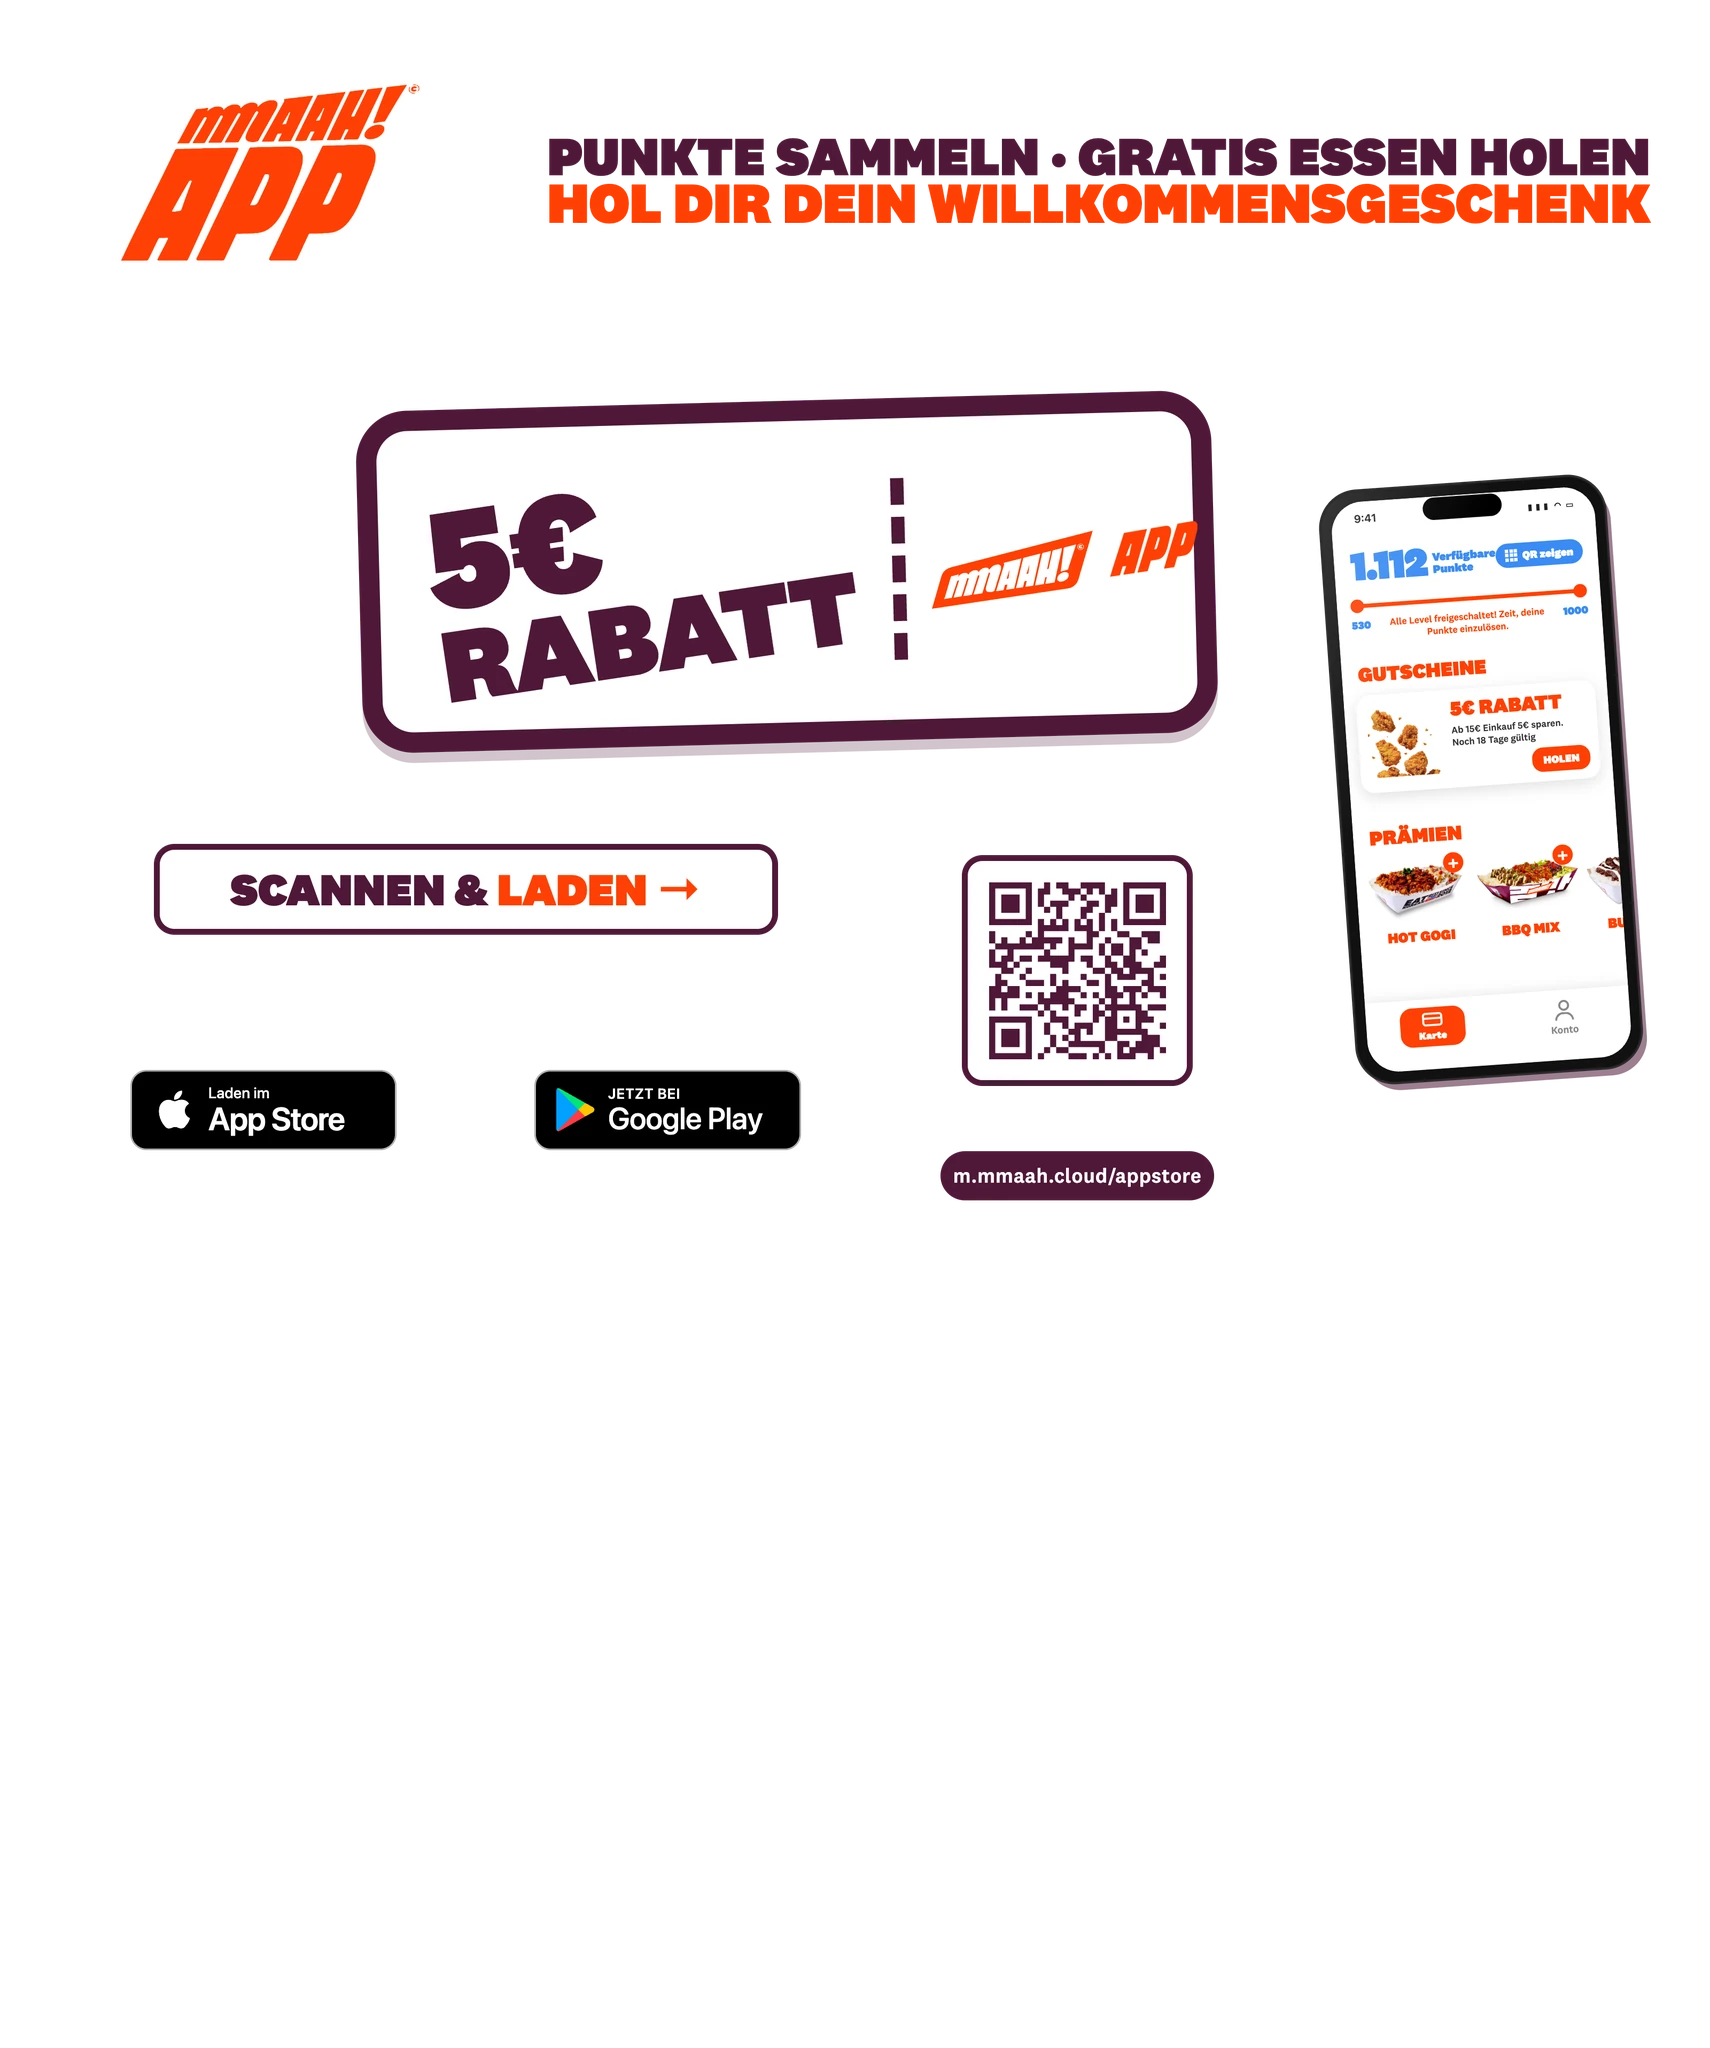 mmAAH!©
APP
PUNKTE SAMMELN • GRATIS ESSEN HOLEN
HOL DIR DEIN WILLKOMMENSGESCHENK
5€
RABATT
mmAAH!© APP
9:41
1.112 Verfügbare Punkte
QR zeigen
530
Alle Level freigeschaltet! Zeit, deine
Punkte einzulösen.
1000
GUTSCHEINE
5€ RABATT
Ab 15€ Einkauf 5€ sparen.
Noch 18 Tage gültig
HOLEN
PRÄMIEN
HOT GOGI
BBQ MIX
BU
Karte
Konto
SCANNEN & LADEN →
Laden im
App Store
JETZT BEI
Google Play
m.mmaah.cloud/appstore